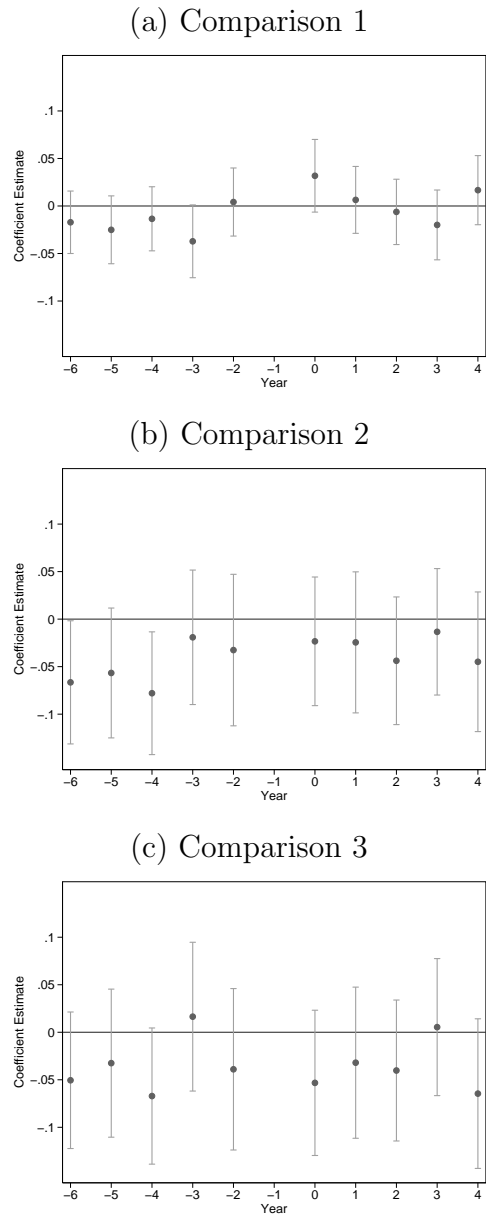 (a) Comparison 1
.1
.05
0
−.05
−.1
Coefficient Estimate
−6 −5 −4 −3 −2 −1 0 1 2 3 4
Year
(b) Comparison 2
.1
.05
0
−.05
−.1
Coefficient Estimate
−6 −5 −4 −3 −2 −1 0 1 2 3 4
Year
(c) Comparison 3
.1
.05
0
−.05
−.1
Coefficient Estimate
−6 −5 −4 −3 −2 −1 0 1 2 3 4
Year